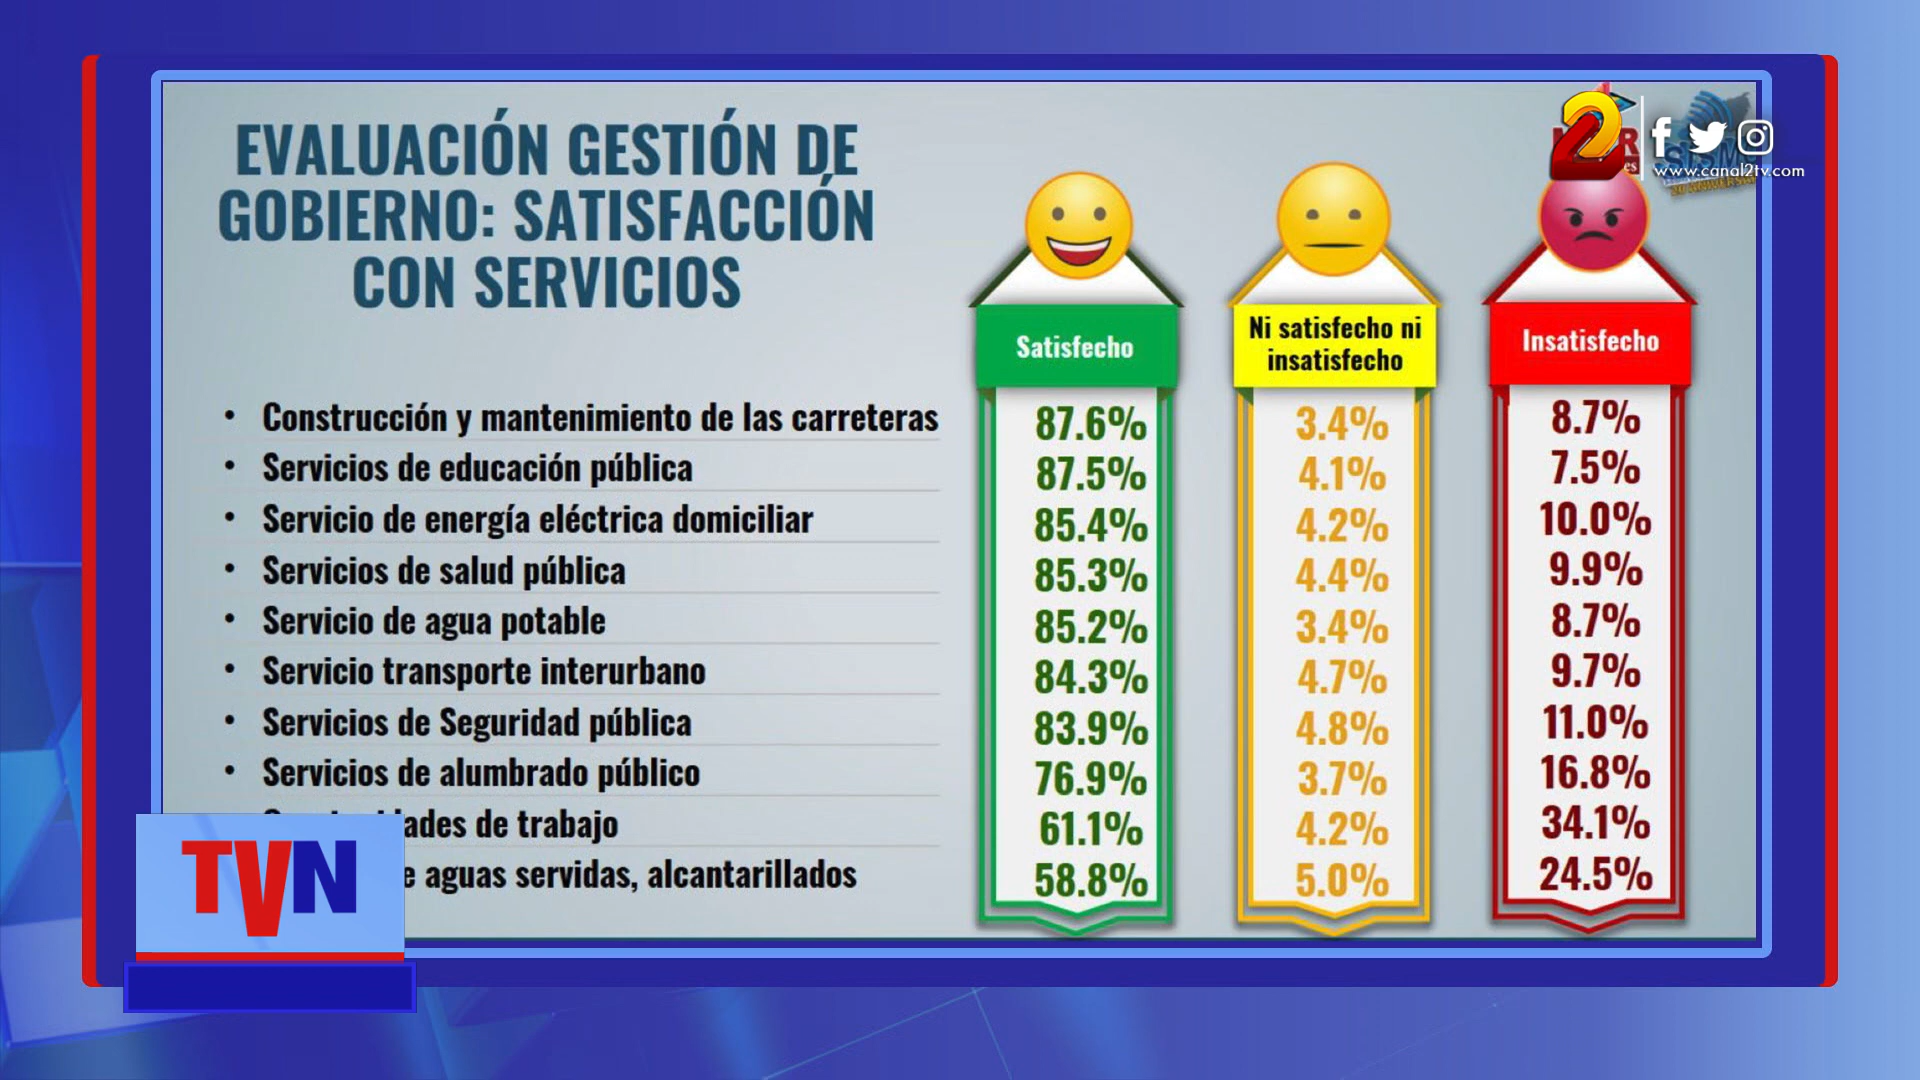 2
www.canal2tv.com
EVALUACIÓN GESTIÓN DE
GOBIERNO: SATISFACCIÓN
CON SERVICIOS
Satisfecho
Ni satisfecho ni
insatisfecho
Insatisfecho
• Construcción y mantenimiento de las carreteras 87.6% 3.4% 8.7%
• Servicios de educación pública 87.5% 4.1% 7.5%
• Servicio de energía eléctrica domiciliar 85.4% 4.2% 10.0%
• Servicios de salud pública 85.3% 4.4% 9.9%
• Servicio de agua potable 85.2% 3.4% 8.7%
• Servicio transporte interurbano 84.3% 4.7% 9.7%
• Servicios de Seguridad pública 83.9% 4.8% 11.0%
• Servicios de alumbrado público 76.9% 3.7% 16.8%
de trabajo 61.1% 4.2% 34.1%
aguas servidas, alcantarillados 58.8% 5.0% 24.5%
TVN